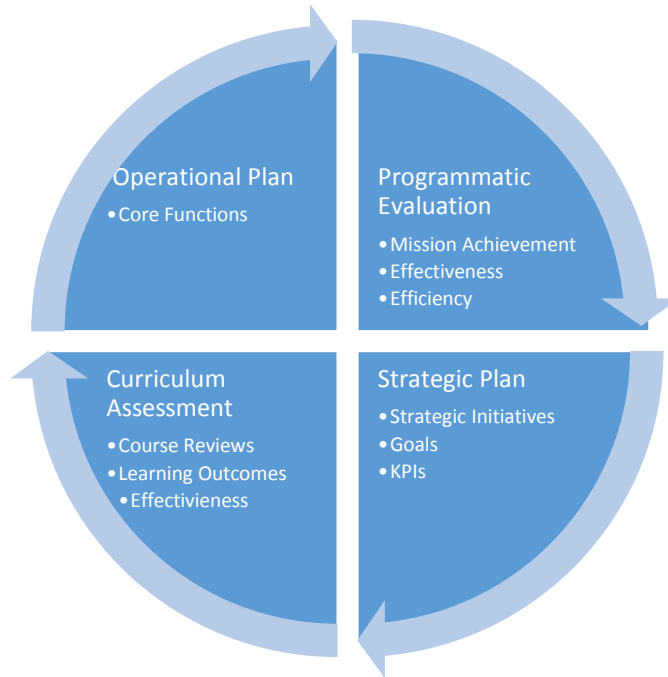 Operational Plan
•Core Functions
Programmatic
Evaluation
•Mission Achievement
•Effectiveness
•Efficiency
Curriculum
Assessment
•Course Reviews
•Learning Outcomes
•Effectivieness
Strategic Plan
•Strategic Initiatives
•Goals
•KPIs